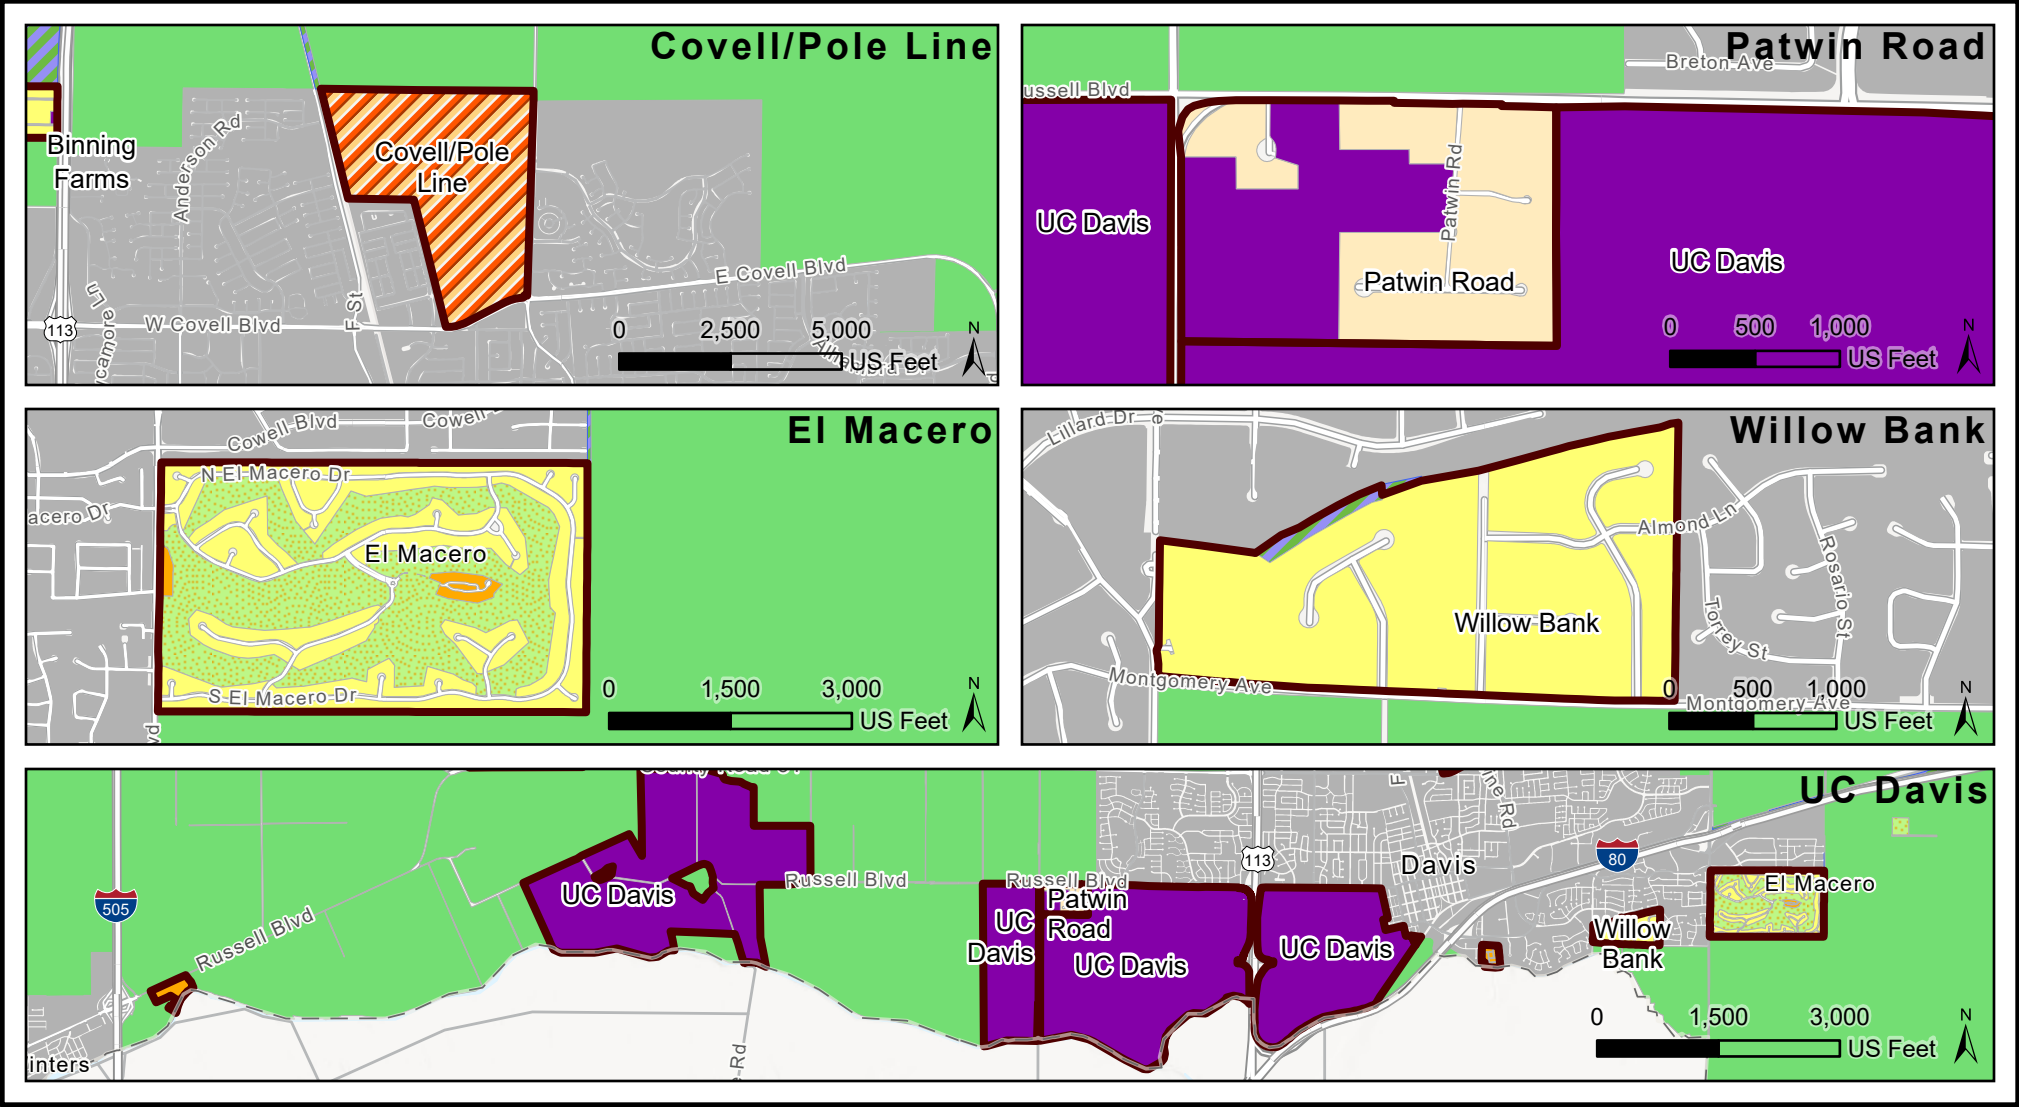 Covell/Pole Line
Binning
Farms
Anderson Rd
Covell/Pole
Line
E Covell Blvd
W Covell Blvd
F St
113
0 2,500 5,000
US Feet
N
Patwin Road
Breton Ave
ussell Blvd
UC Davis
Patwin Rd
UC Davis
Patwin Road
0 500 1,000
US Feet
N
El Macero
Cowell Blvd
Cowell
N El Macero Dr
acero Dr
El Macero
S El Macero Dr
vd
0 1,500 3,000
US Feet
N
Willow Bank
Lillard Dr
Almond Ln
Rosario St
Torrey St
Willow Bank
Montgomery Ave
Montgomery Ave
0 500 1,000
US Feet
N
UC Davis
113
Davis
80
505
UC Davis
Russell Blvd
Russell Blvd
Russell Blvd
Patwin
Road
UC
Davis
UC Davis
UC Davis
El Macero
Willow
Bank
F
ine Rd
inters
e Rd
0 1,500 3,000
US Feet
N